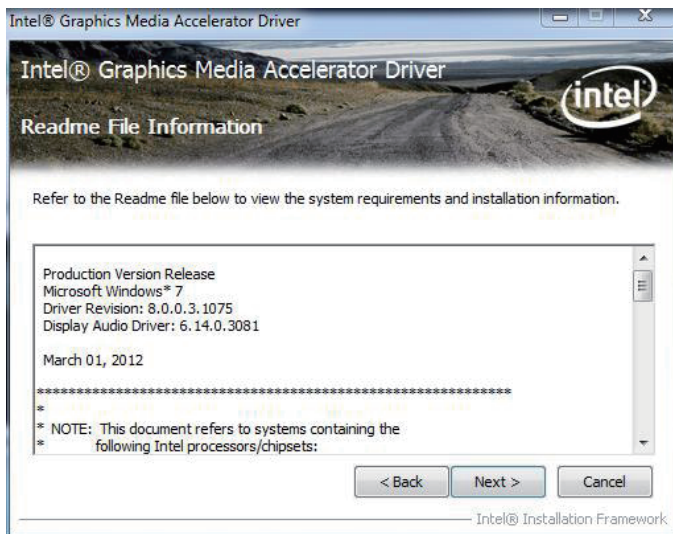 Intel® Graphics Media Accelerator Driver
Intel® Graphics Media Accelerator Driver
intel
Readme File Information
Refer to the Readme file below to view the system requirements and installation information.
Production Version Release
Microsoft Windows* 7
Driver Revision: 8.0.0.3.1075
Display Audio Driver: 6.14.0.3081
March 01, 2012
************************************************************
*
* NOTE: This document refers to systems containing the
* following Intel processors/chipsets:
< Back Next > Cancel
Intel® Installation Framework